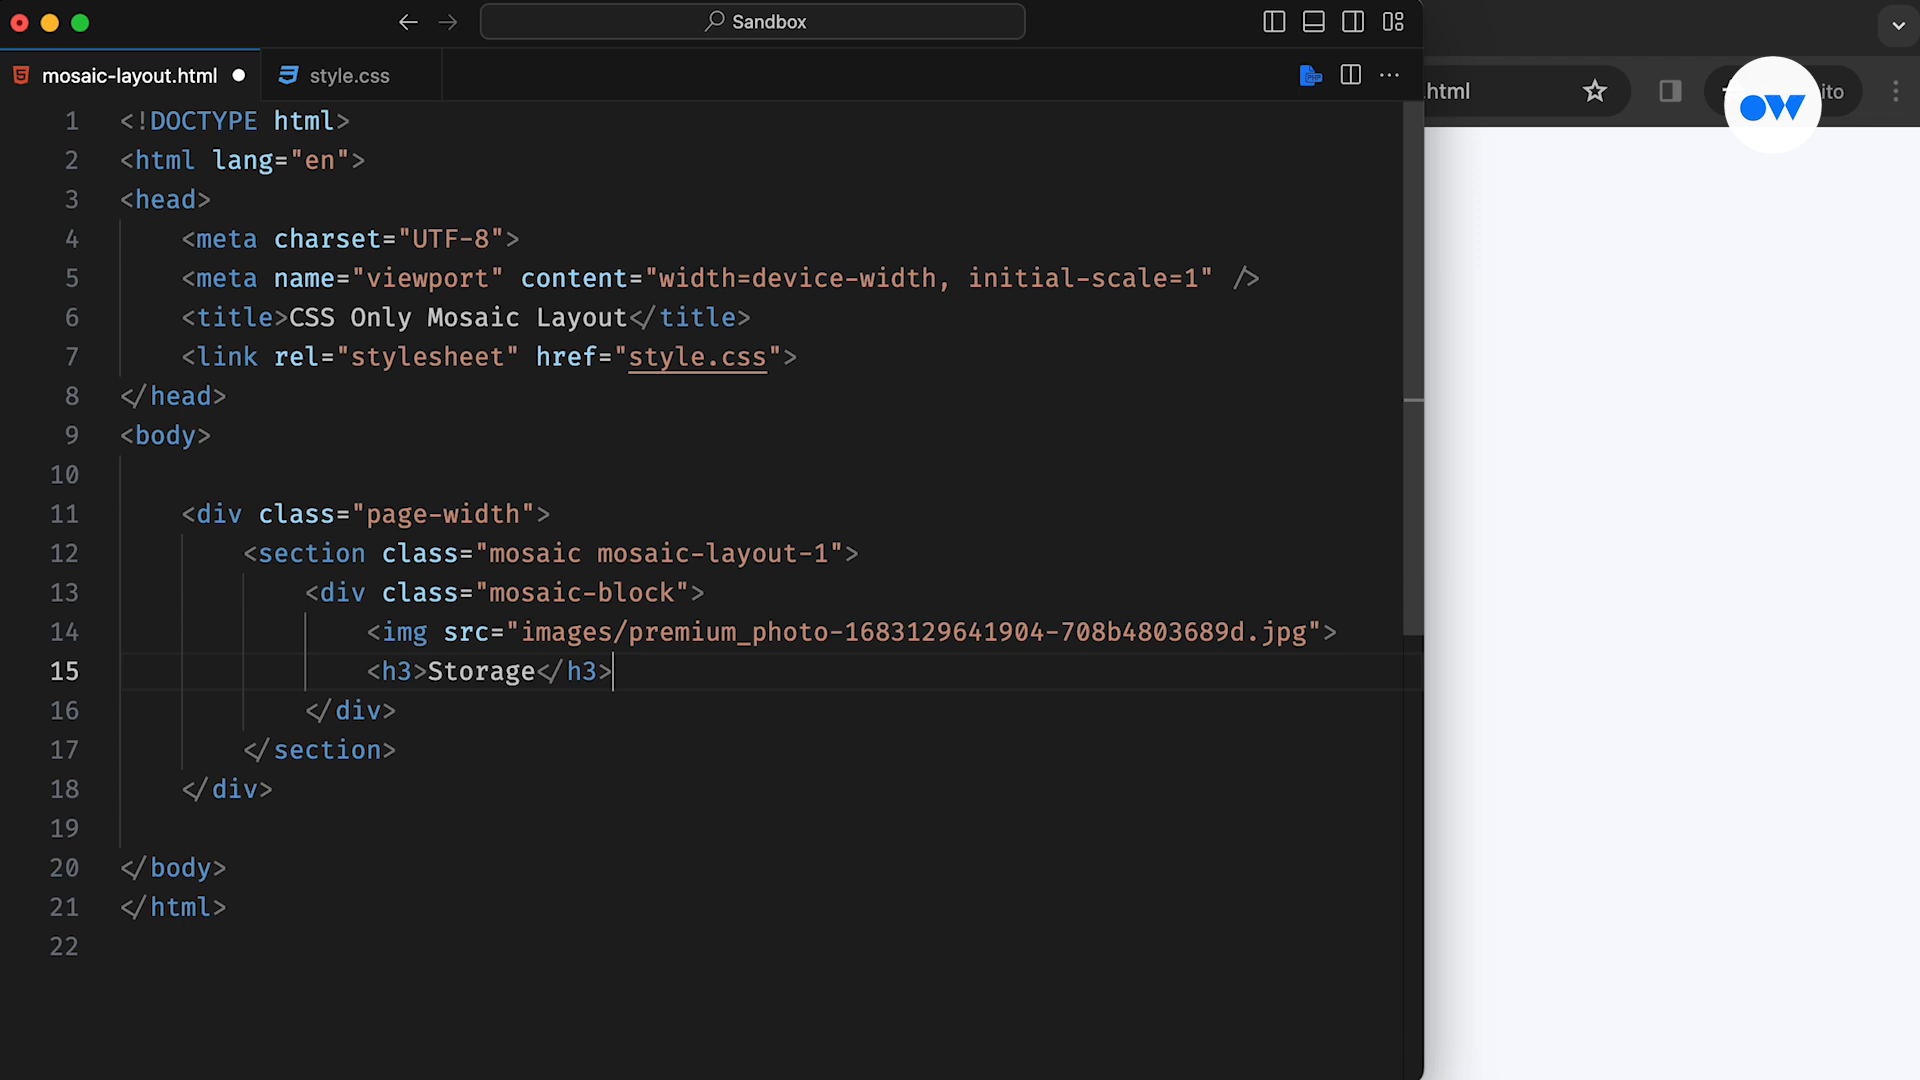 Sandbox
mosaic-layout.html
style.css
.html
ito
OW
1 <!DOCTYPE html>
2 <html lang="en">
3 <head>
4 <meta charset="UTF-8">
5 <meta name="viewport" content="width=device-width, initial-scale=1" />
6 <title>CSS Only Mosaic Layout</title>
7 <link rel="stylesheet" href="style.css">
8 </head>
9 <body>
10
11 <div class="page-width">
12 <section class="mosaic mosaic-layout-1">
13 <div class="mosaic-block">
14 <img src="images/premium_photo-1683129641904-708b4803689d.jpg">
15 <h3>Storage</h3>
16 </div>
17 </section>
18 </div>
19
20 </body>
21 </html>
22